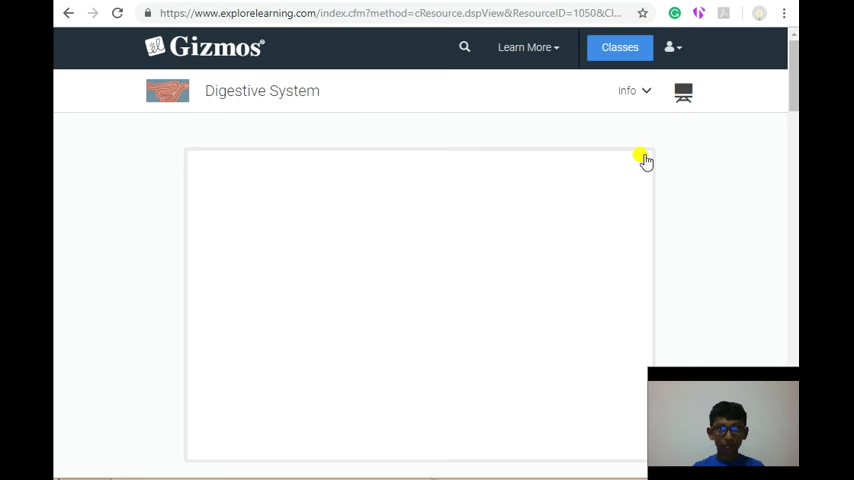 https://www.explorelearning.com/index.cfm?method=cResource.dspView&ResourceID=1050&Cl...
Gizmos
Learn More
Classes
Digestive System
Info